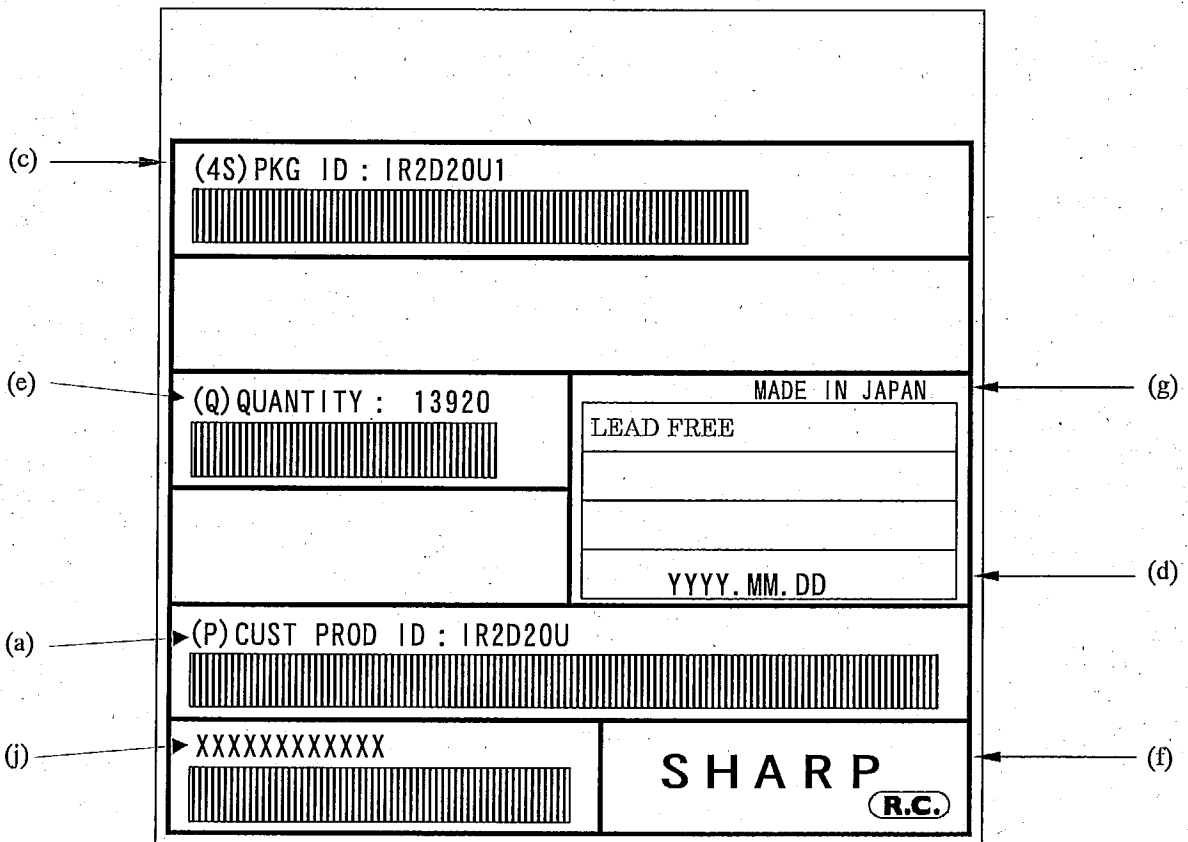 (c)
(4S)PKG ID : IR2D20U1
(e)
(Q)QUANTITY : 13920
MADE IN JAPAN
(g)
LEAD FREE
YYYY.MM.DD
(d)
(a)
(P)CUST PROD ID : IR2D20U
(j)
XXXXXXXXXXXX
SHARP
(f)
R.C.